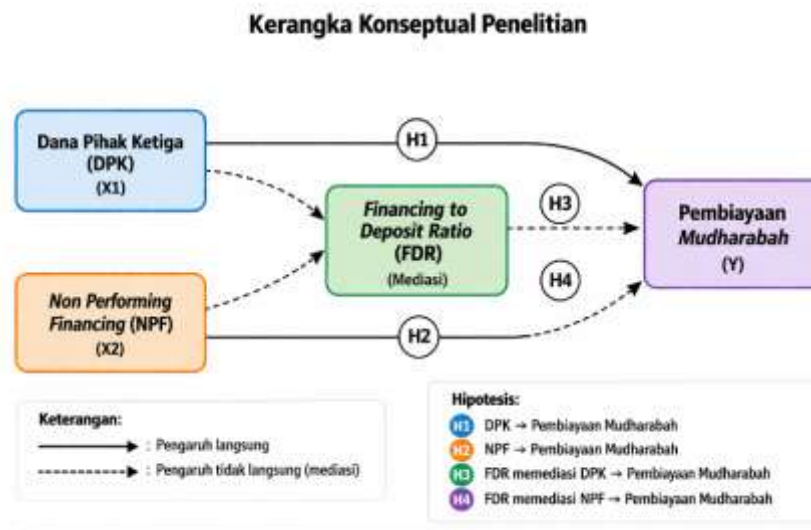 Kerangka Konseptual Penelitian
Dana Pihak Ketiga
(DPK)
(X1)
H1
Financing to
Deposit Ratio
(FDR)
(Mediasi)
H3
Pembiayaan
Mudharabah
(Y)
H4
Non Performing
Financing (NPF)
(X2)
H2
Keterangan:
: Pengaruh langsung
: Pengaruh tidak langsung (mediasi)
Hipotesis:
H1 DPK → Pembiayaan Mudharabah
H2 NPF → Pembiayaan Mudharabah
H3 FDR memediasi DPK → Pembiayaan Mudharabah
H4 FDR memediasi NPF → Pembiayaan Mudharabah